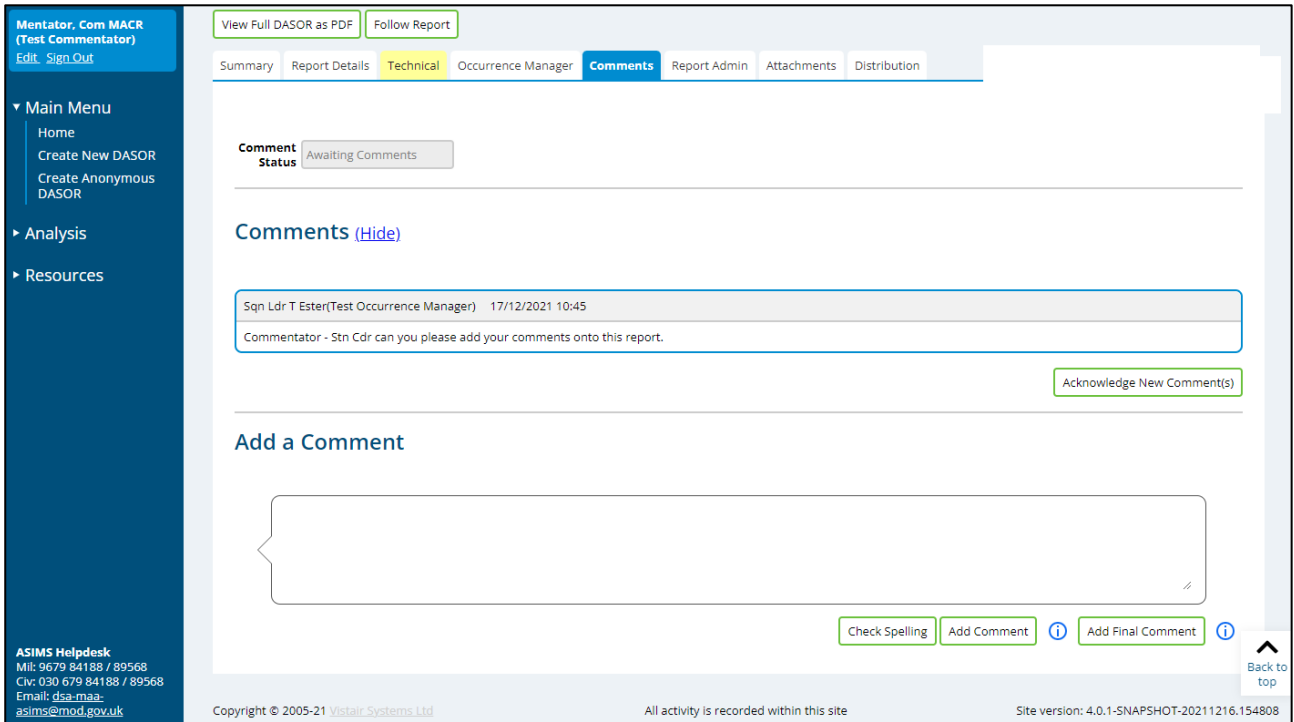 Mentator, Com MACR
(Test Commentator)
Edit Sign Out
Main Menu
Home
Create New DASOR
Create Anonymous
DASOR
Analysis
Resources
ASIMS Helpdesk
Mil: 9679 84188 / 89568
Civ: 030 679 84188 / 89568
Email: dsa-maa-
asims@mod.gov.uk
View Full DASOR as PDF Follow Report
Summary Report Details Technical Occurrence Manager Comments Report Admin Attachments Distribution
Comment
Status Awaiting Comments
Comments (Hide)
Sqn Ldr T Ester(Test Occurrence Manager) 17/12/2021 10:45
Commentator - Stn Cdr can you please add your comments onto this report.
Acknowledge New Comment(s)
Add a Comment
Check Spelling Add Comment i Add Final Comment i
Back to
top
Copyright © 2005-21 Vistair Systems Ltd All activity is recorded within this site Site version: 4.0.1-SNAPSHOT-20211216.154808